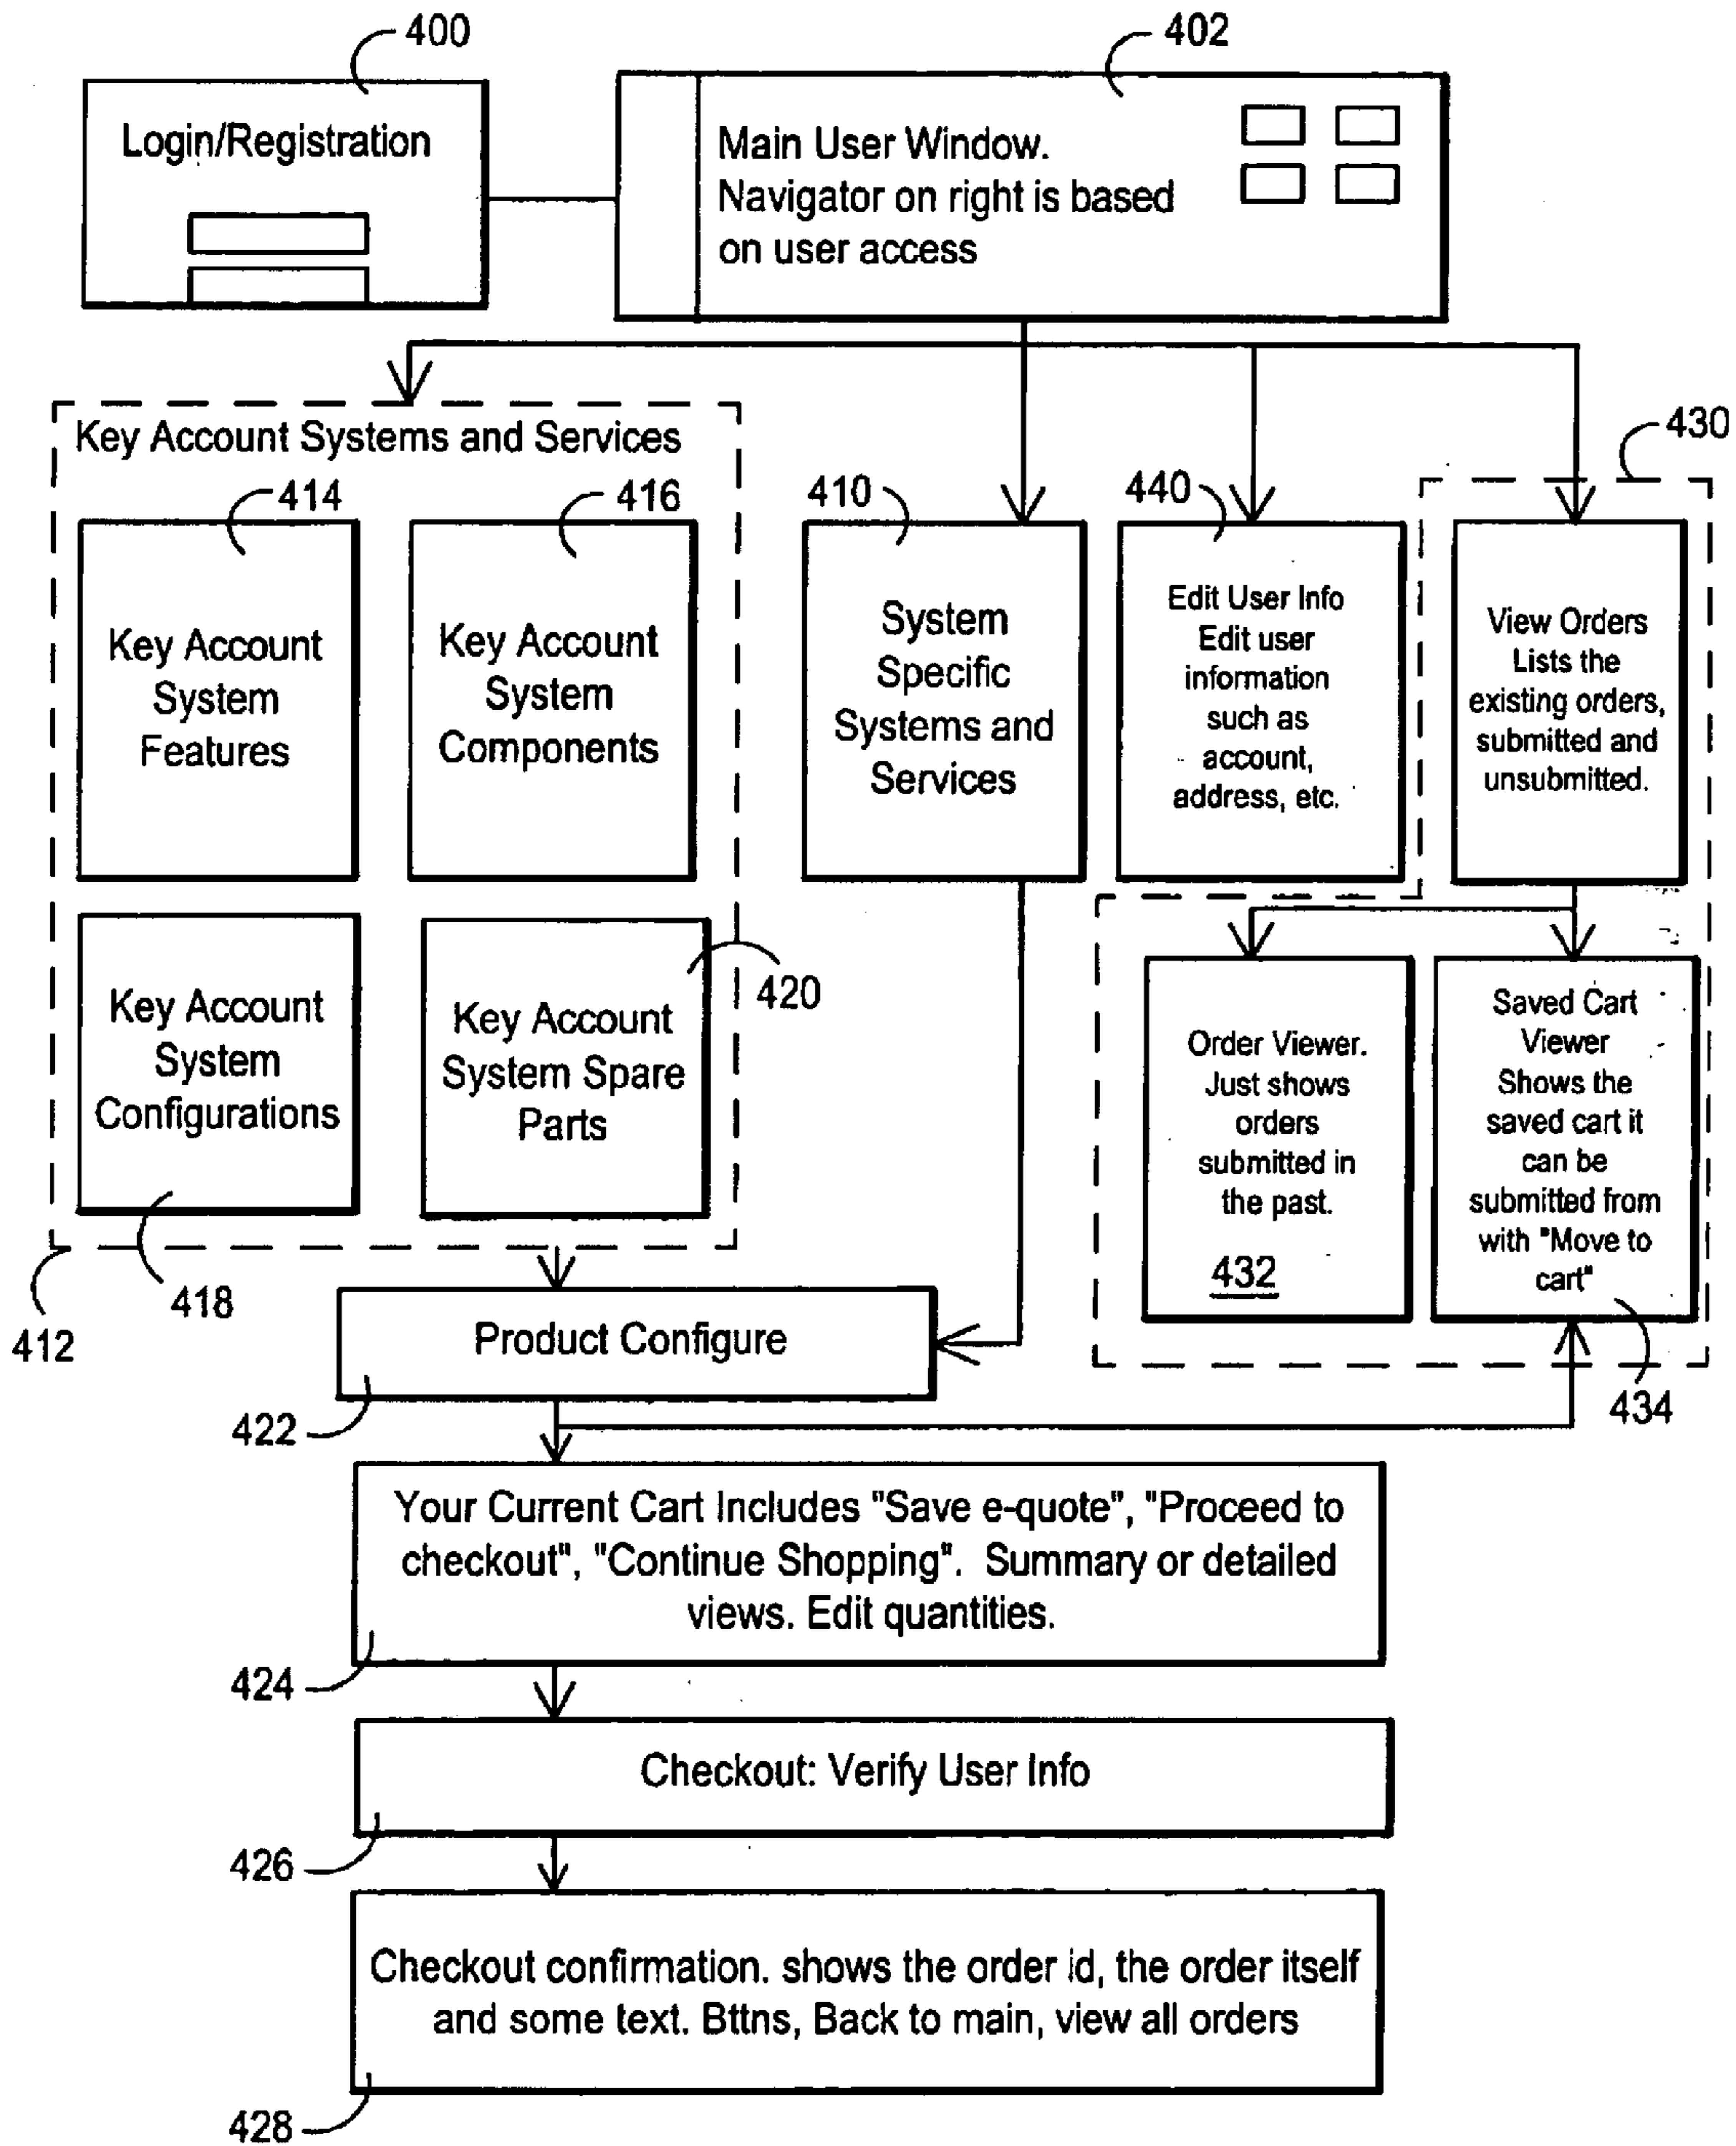 400
402
Login/Registration
Main User Window.
Navigator on right is based
on user access
Key Account Systems and Services
430
414
416
410
440
Key Account
System
Features
Key Account
System
Components
System
Specific
Systems and
Services
Edit User Info
Edit user
information
such as
account,
address, etc.
View Orders
Lists the
existing orders,
submitted and
unsubmitted.
Key Account
System
Configurations
Key Account
System Spare
Parts
420
Order Viewer.
Just shows
orders
submitted in
the past.
432
Saved Cart
Viewer
Shows the
saved cart it
can be
submitted from
with "Move to
cart"
418
412
434
Product Configure
422
Your Current Cart Includes "Save e-quote", "Proceed to
checkout", "Continue Shopping".  Summary or detailed
views. Edit quantities.
424
Checkout: Verify User Info
426
Checkout confirmation. shows the order id, the order itself
and some text. Bttns, Back to main, view all orders
428